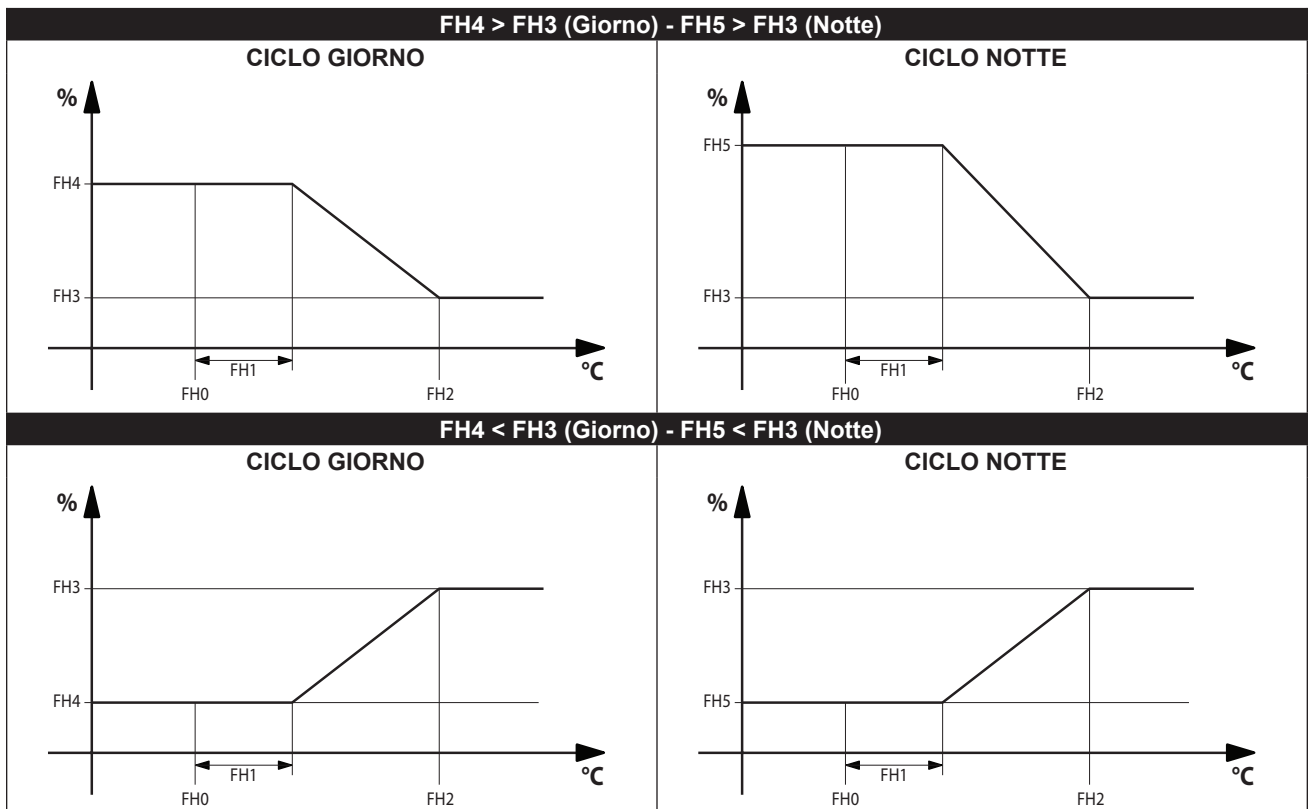 FH4 > FH3 (Giorno) - FH5 > FH3 (Notte)
CICLO GIORNO
%
FH4
FH3
FH1
°C
FH0
FH2
CICLO NOTTE
%
FH5
FH3
FH1
°C
FH0
FH2
FH4 < FH3 (Giorno) - FH5 < FH3 (Notte)
CICLO GIORNO
%
FH3
FH4
FH1
°C
FH0
FH2
CICLO NOTTE
%
FH3
FH5
FH1
°C
FH0
FH2